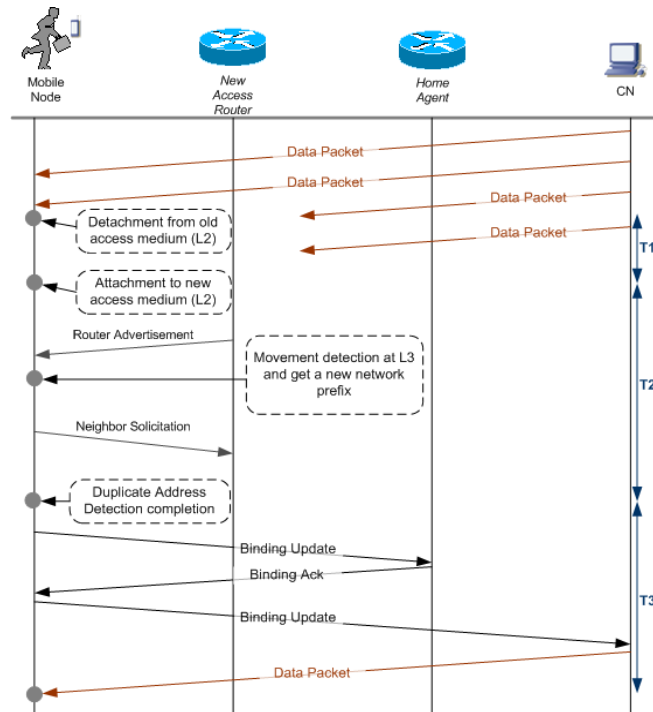 Mobile
Node
New
Access
Router
Home
Agent
CN
Data Packet
Data Packet
Data Packet
Data Packet
Detachment from old
access medium (L2)
T1
Attachment to new
access medium (L2)
Router Advertisement
Movement detection at L3
and get a new network
prefix
T2
Neighbor Solicitation
Duplicate Address
Detection completion
Binding Update
Binding Ack
T3
Binding Update
Data Packet